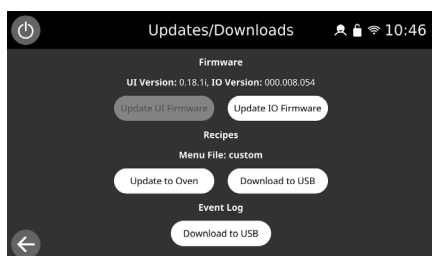 Updates/Downloads 10:46
Firmware
UI Version: 0.18.1i, IO Version: 000.008.054
Update UI Firmware Update IO Firmware
Recipes
Menu File: custom
Update to Oven Download to USB
Event Log
Download to USB